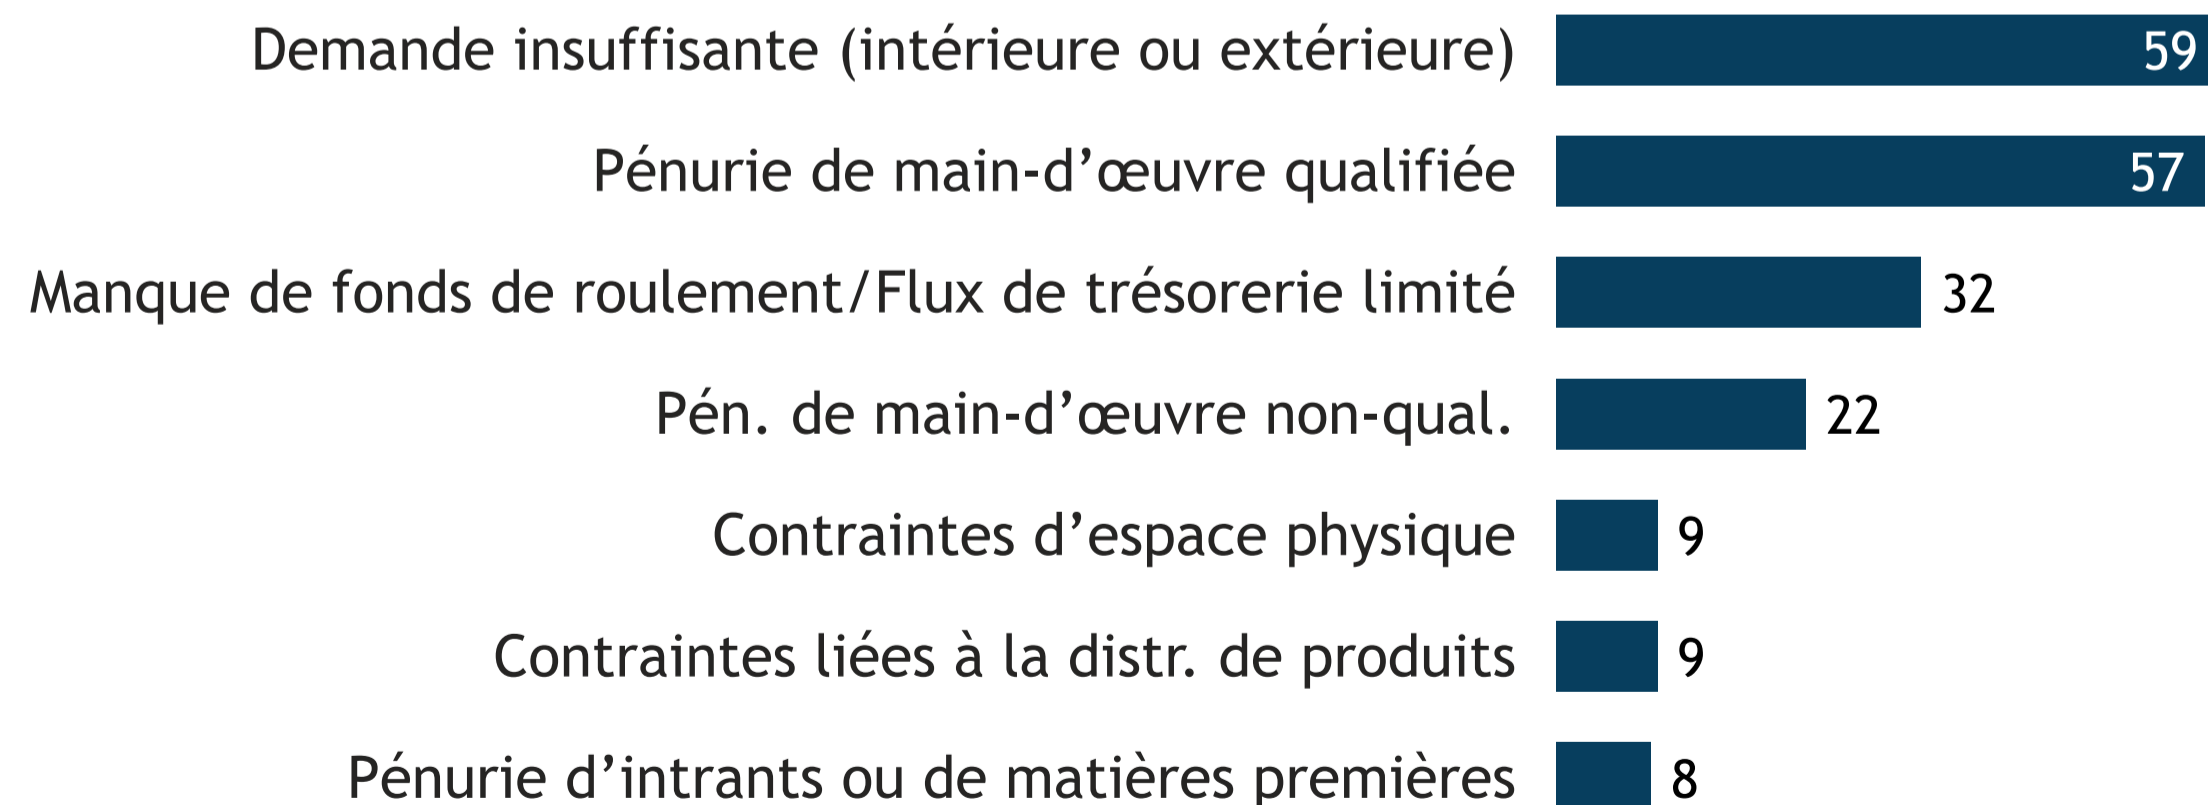 Demande insuffisante (intérieure ou extérieure) 59
Pénurie de main-d’œuvre qualifiée 57
Manque de fonds de roulement/Flux de trésorerie limité 32
Pén. de main-d’œuvre non-qual. 22
Contraintes d’espace physique 9
Contraintes liées à la distr. de produits 9
Pénurie d’intrants ou de matières premières 8